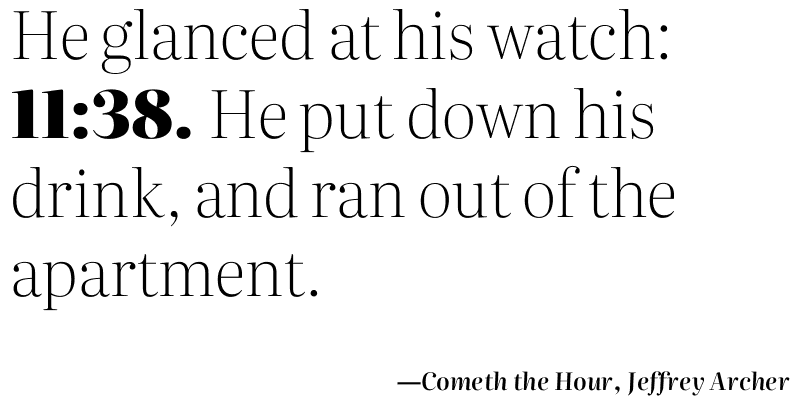 He glanced at his watch:
11:38. He put down his
drink, and ran out of the
apartment.
—Cometh the Hour, Jeffrey Archer